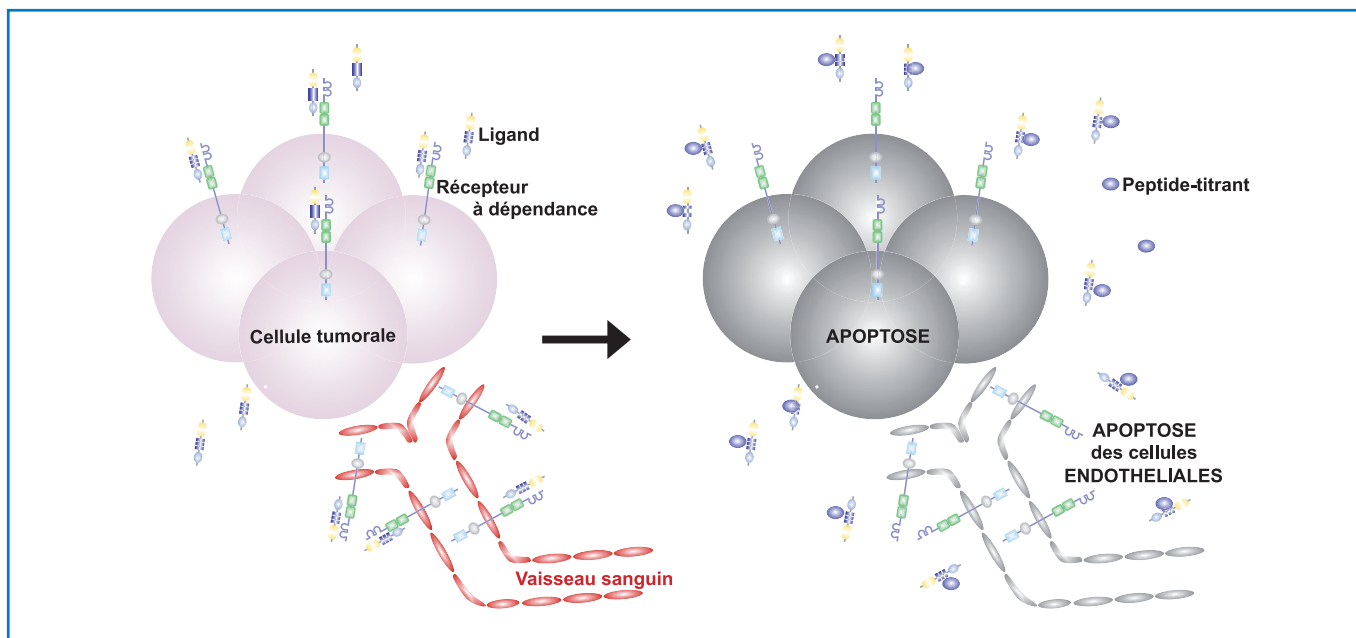 Ligand
Récepteur
à dépendance
Cellule tumorale
Vaisseau sanguin
Peptide-titrant
APOPTOSE
APOPTOSE
des cellules
ENDOTHELIALES